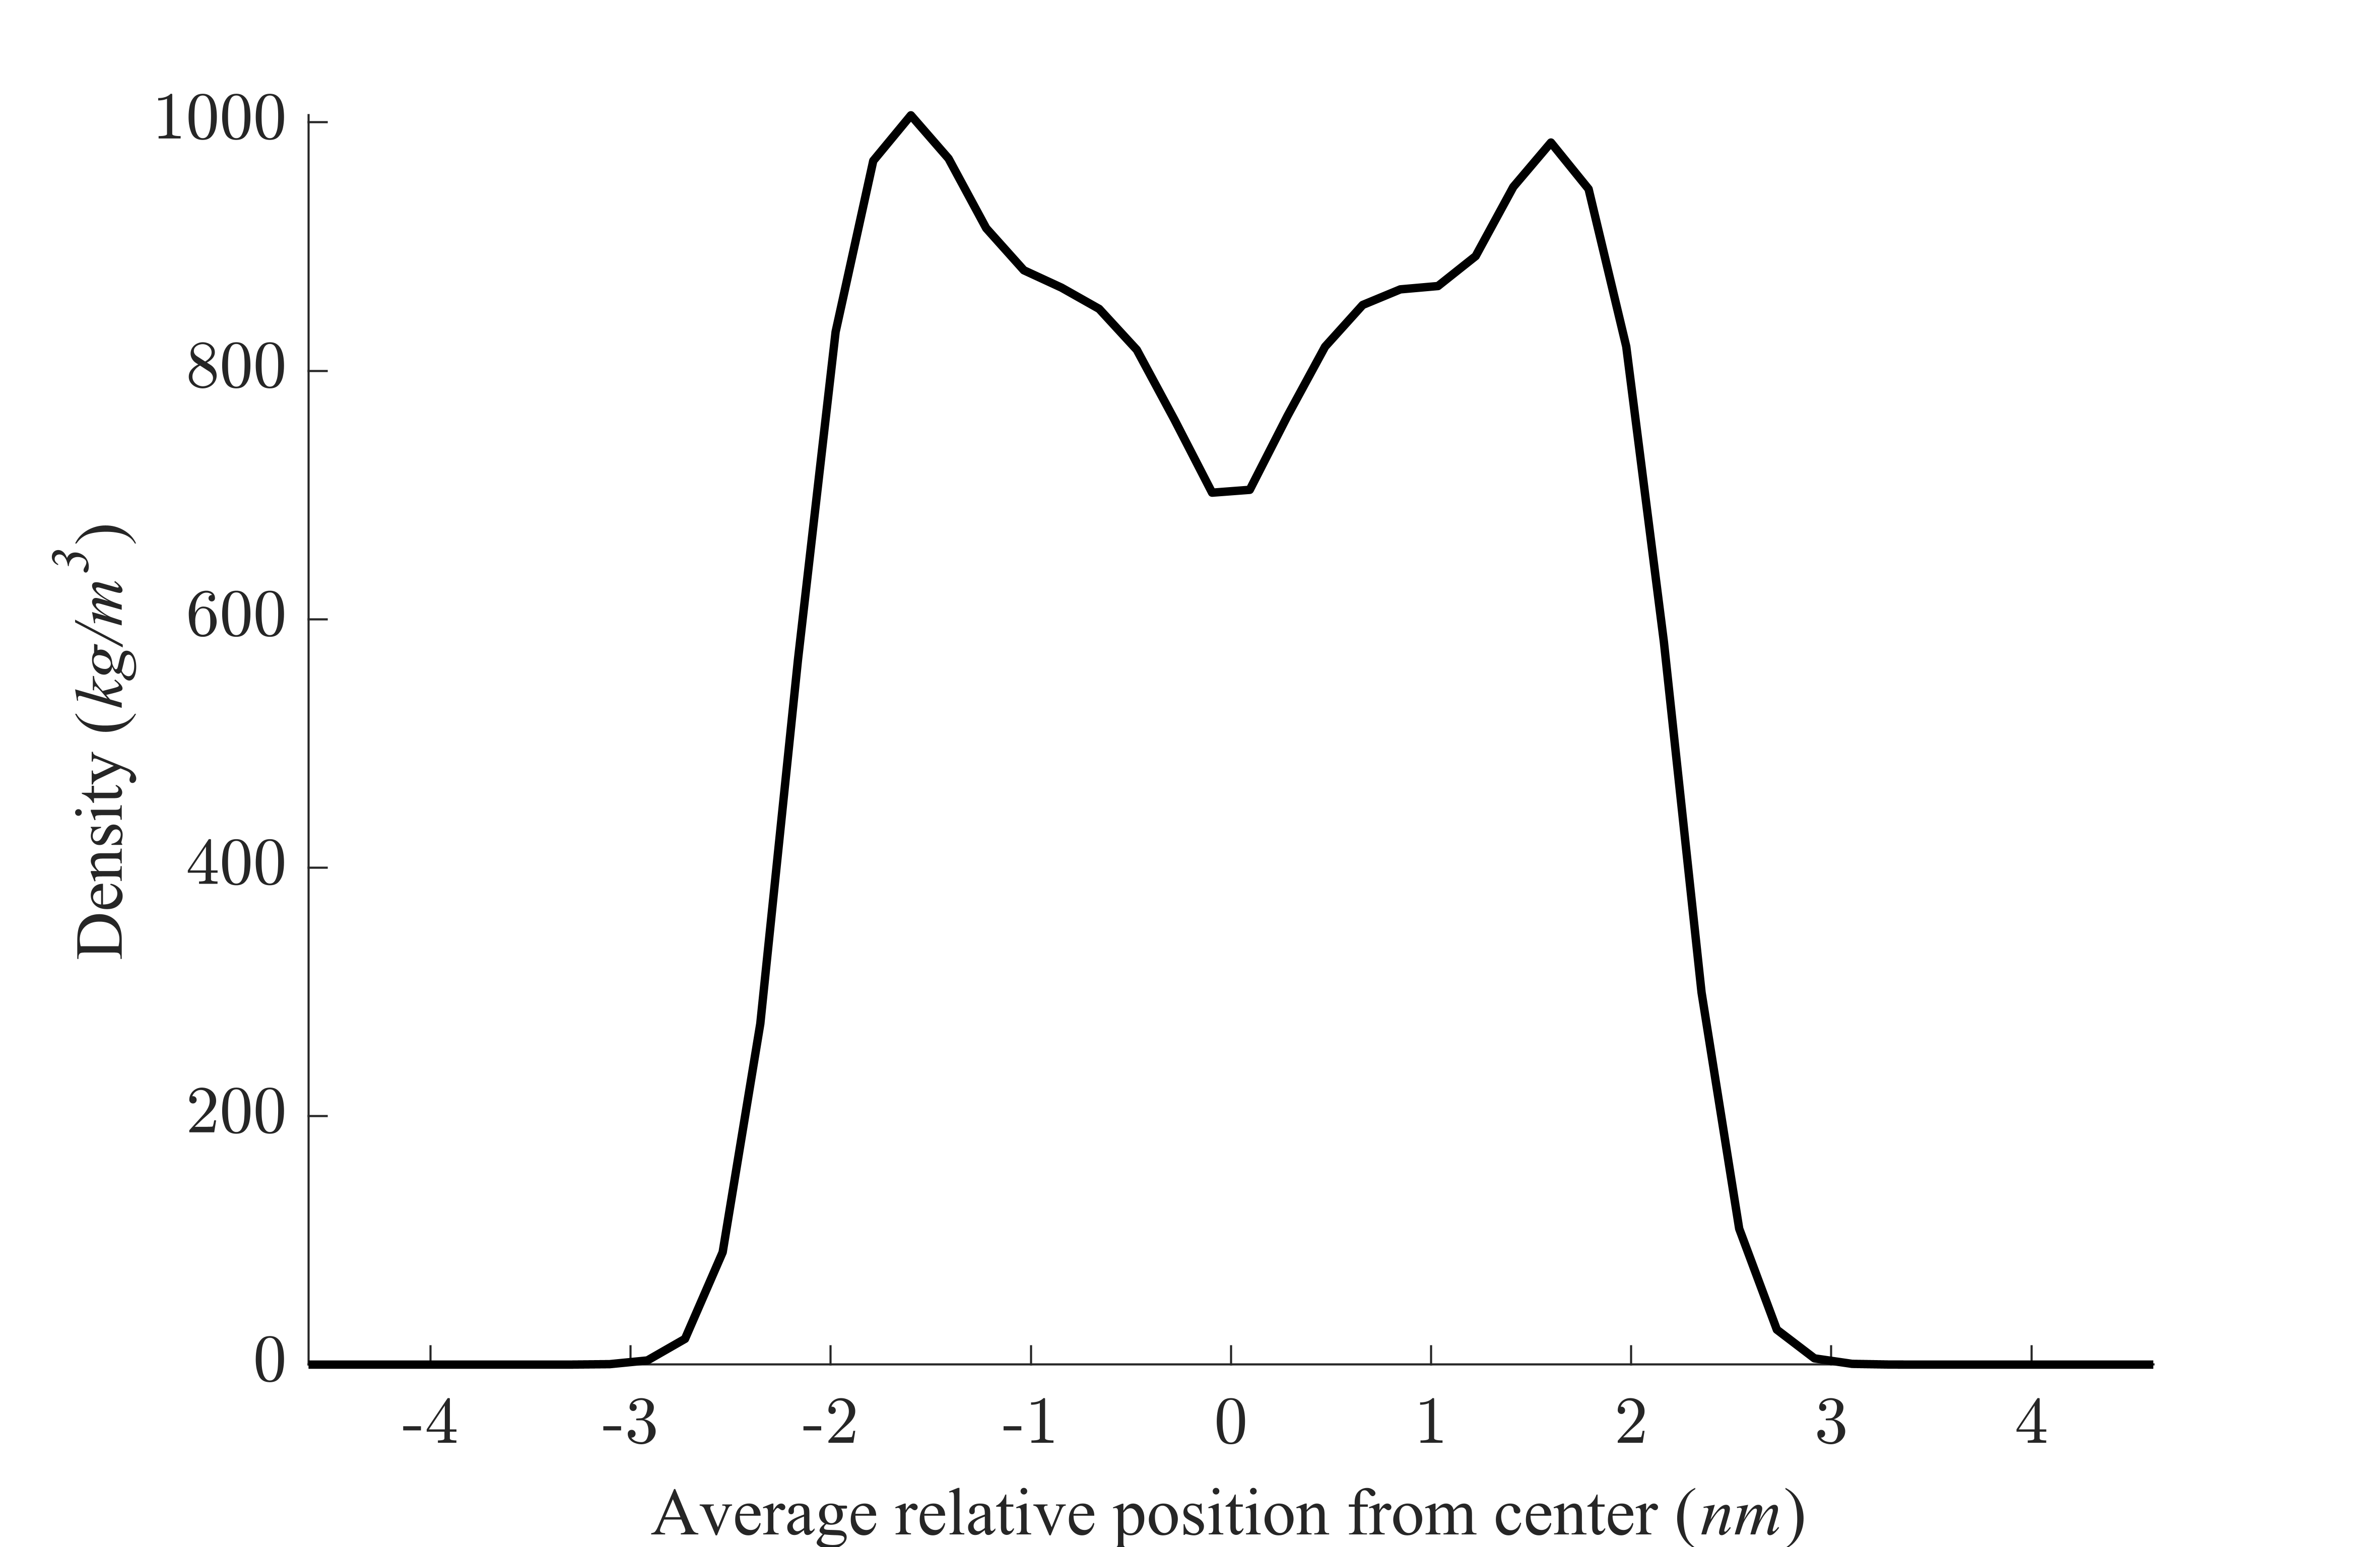 1000
800
600
400
200
0
Density (kg/m³)
-4 -3 -2 -1 0 1 2 3 4
Average relative position from center (nm)